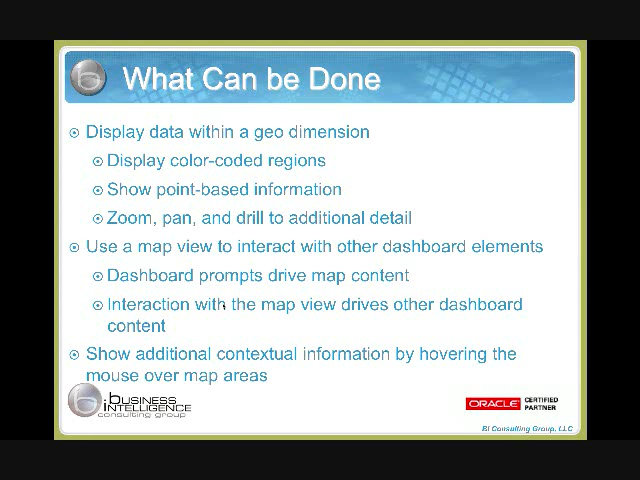 What Can be Done
Display data within a geo dimension
Display color-coded regions
Show point-based information
Zoom, pan, and drill to additional detail
Use a map view to interact with other dashboard elements
Dashboard prompts drive map content
Interaction with the map view drives other dashboard
content
Show additional contextual information by hovering the
mouse over map areas
BUSINESS
INTELLIGENCE
consulting group
ORACLE CERTIFIED
PARTNER
BI Consulting Group, LLC